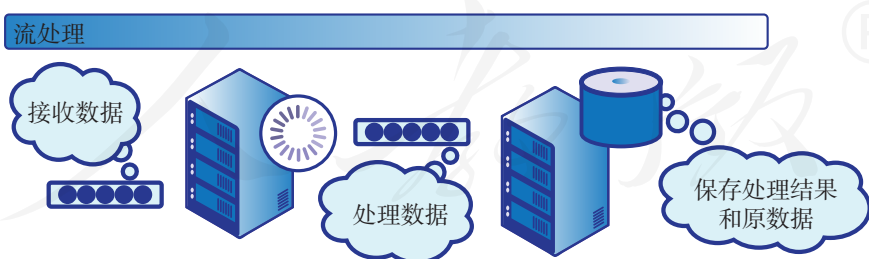 流处理
接收数据
处理数据
保存处理结果
和原数据